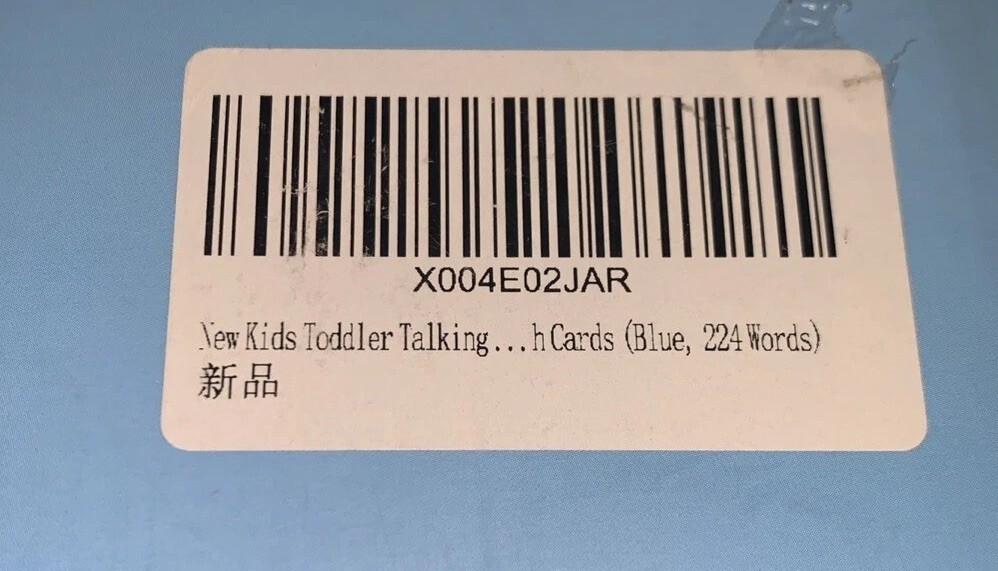 X004E02JAR
New Kids Toddler Talking...h Cards (Blue, 224 Words)
新品